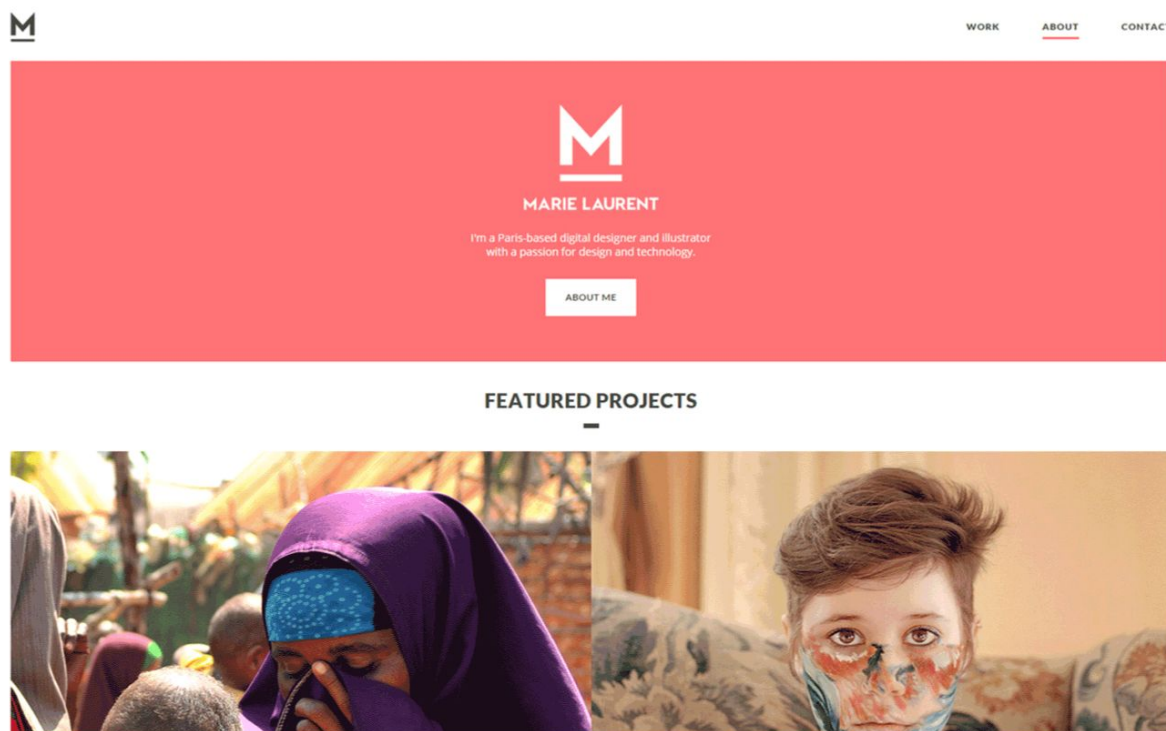 M
WORK ABOUT CONTAC
M
MARIE LAURENT
I'm a Paris-based digital designer and illustrator
with a passion for design and technology.
ABOUT ME
FEATURED PROJECTS